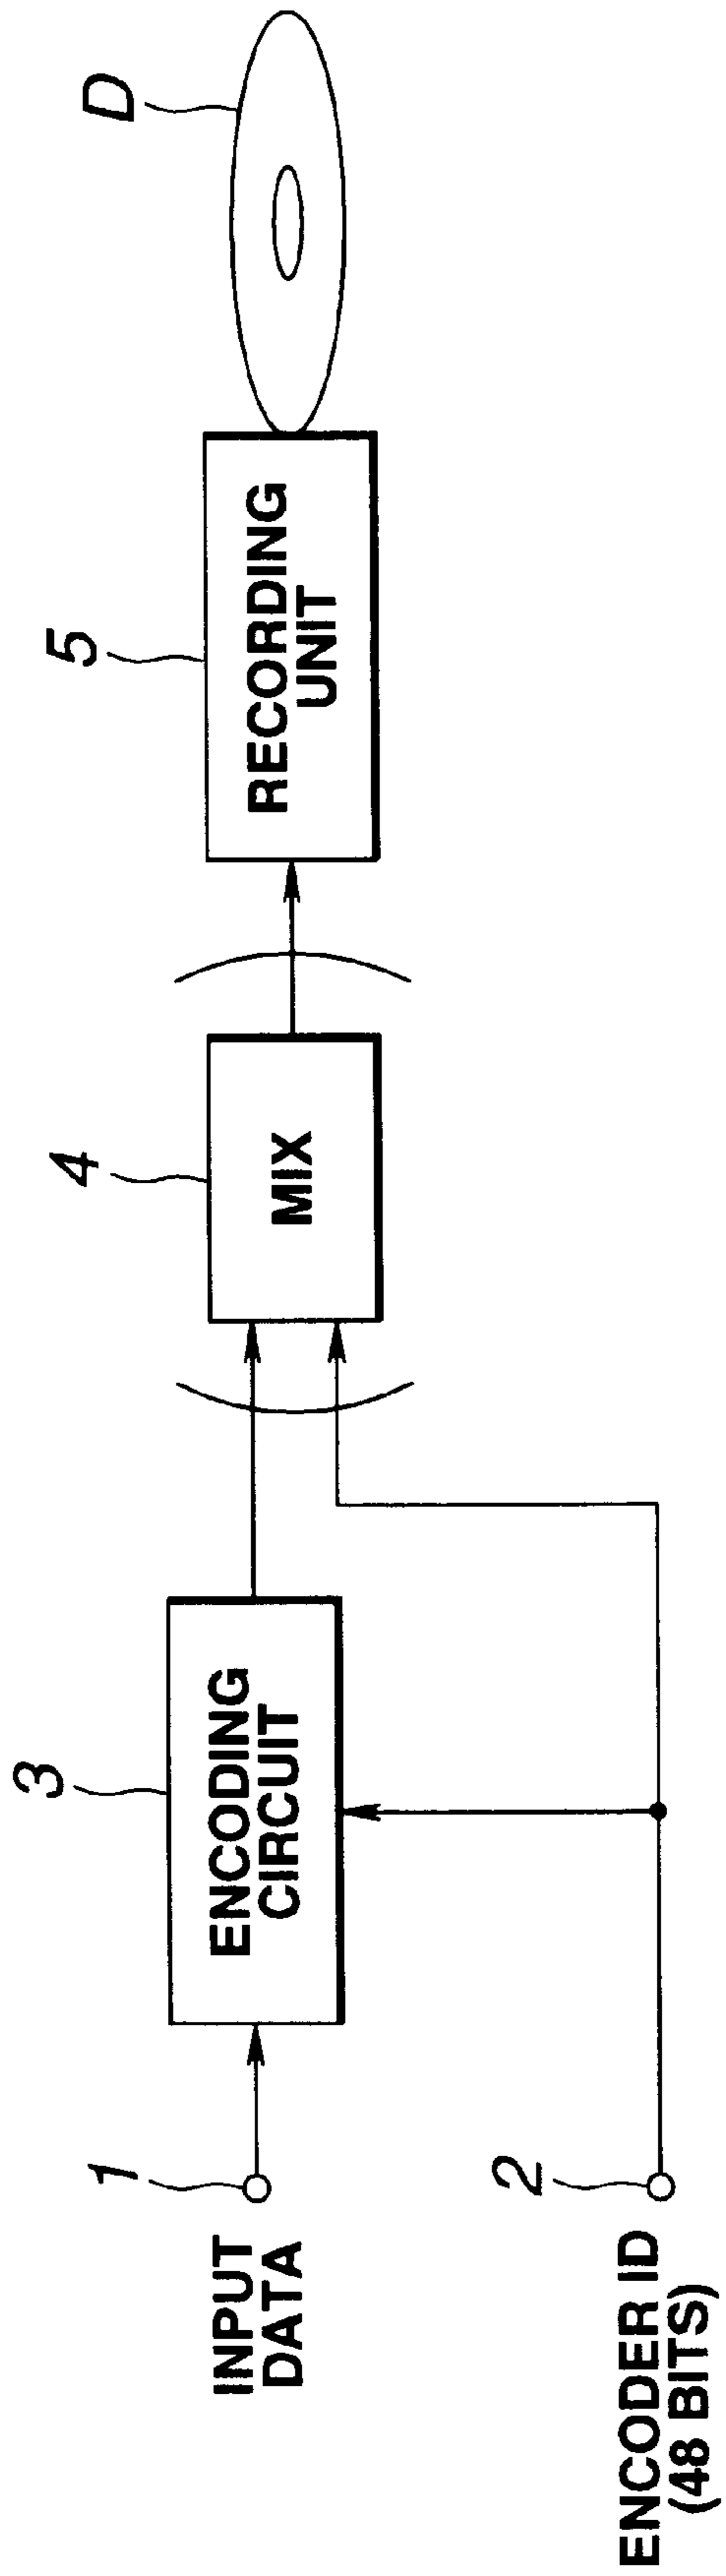 1
INPUT
DATA
2
ENCODER ID
(48 BITS)
3
ENCODING
CIRCUIT
4
MIX
5
RECORDING
UNIT
D